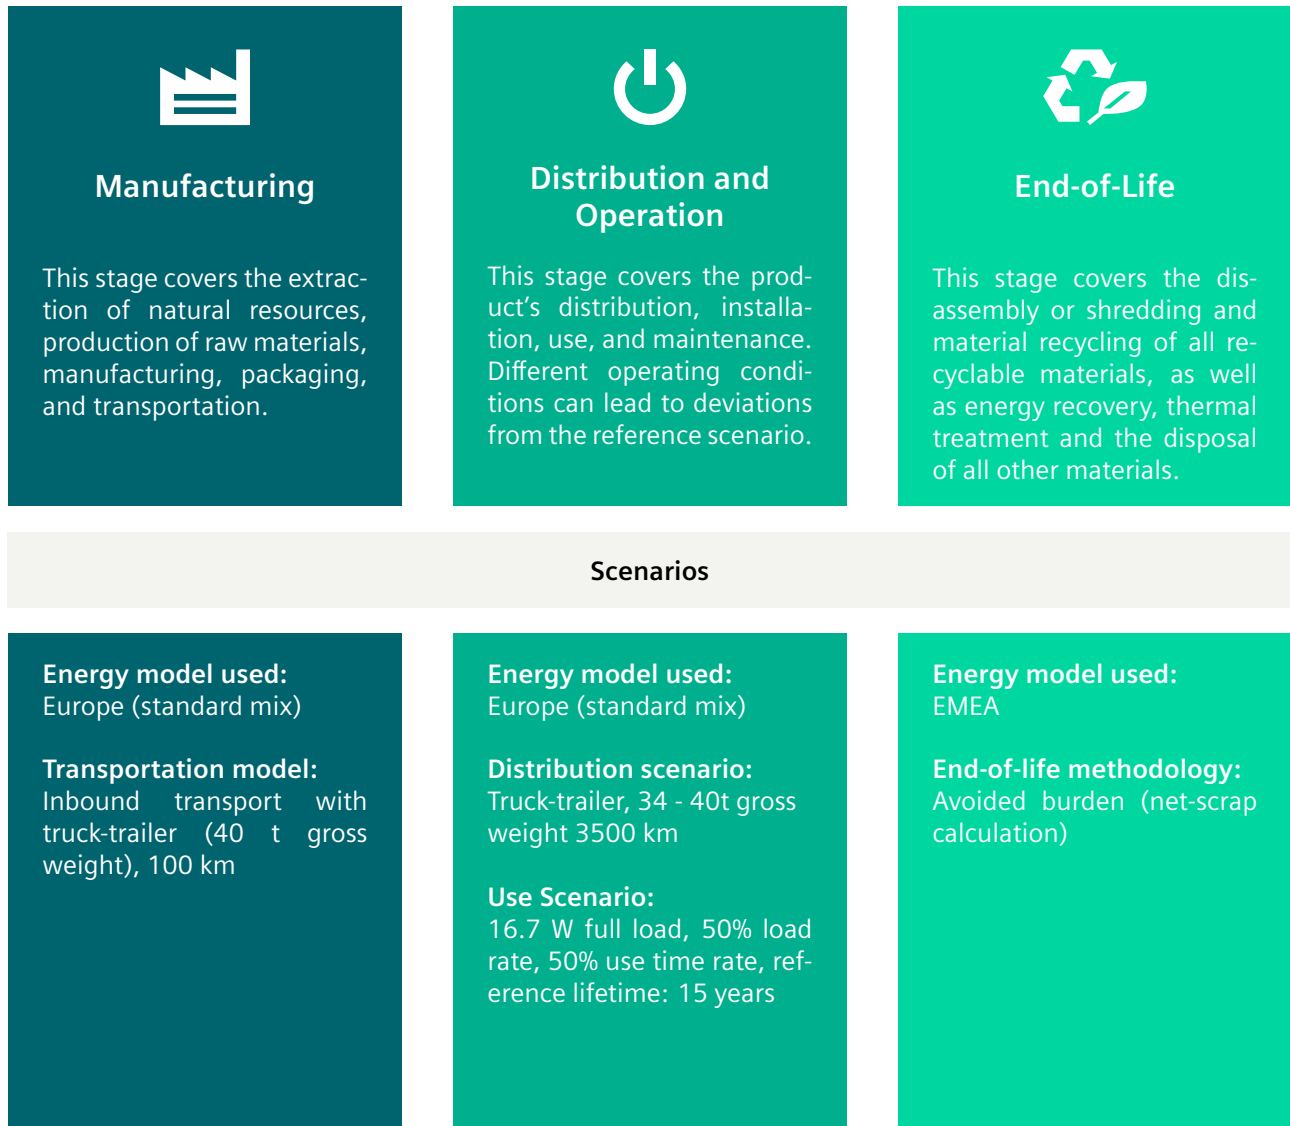 Manufacturing
This stage covers the extrac-
tion of natural resources,
production of raw materials,
manufacturing, packaging,
and transportation.
Distribution and
Operation
This stage covers the prod-
uct's distribution, installa-
tion, use, and maintenance.
Different operating condi-
tions can lead to deviations
from the reference scenario.
End-of-Life
This stage covers the dis-
assembly or shredding and
material recycling of all re-
cyclable materials, as well
as energy recovery, thermal
treatment and the disposal
of all other materials.
Scenarios
Energy model used:
Europe (standard mix)
Transportation model:
Inbound transport with
truck-trailer (40 t gross
weight), 100 km
Energy model used:
Europe (standard mix)
Distribution scenario:
Truck-trailer, 34 - 40t gross
weight 3500 km
Use Scenario:
16.7 W full load, 50% load
rate, 50% use time rate, ref-
erence lifetime: 15 years
Energy model used:
EMEA
End-of-life methodology:
Avoided burden (net-scrap
calculation)